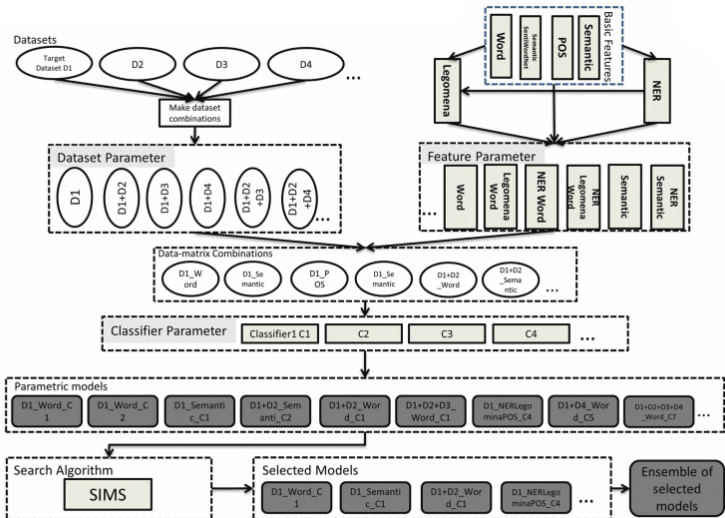 Datasets
Target
Dataset D1
D2
D3
D4
...
Make dataset
combinations
Basic Features
Word
Semantic
SentiWordNet
POS
Semantic
Legomena
NER
Dataset Parameter
D1
D1+D2
D1+D3
D1+D4
D1+D2
+D3
D1+D2
+D4
...
Feature Parameter
...
Word
Legomena
Word
NER Word
NER
Legomena
Word
Semantic
NER
Semantic
Data-matrix Combinations
D1_W
ord
D1_Se
mantic
D1_P
OS
D1_Se
mantic
D1+D2
_Word
D1+D2
_Sema
ntic
...
Classifier Parameter
Classifier1 C1
C2
C3
C4
...
Parametric models
D1_Word_C
1
D1_Word_C
2
D1_Semanti
c_C1
D1+D2_Sem
anti_C2
D1+D2_Wor
d_C1
D1+D2+D3_
Word_C1
D1_NERLego
minaPOS_C4
D1+D4_Wor
d_C5
D1+D2+D3+D4
_Word_C7
...
Search Algorithm
SIMS
Selected Models
D1_Word_C
1
D1_Semanti
c_C1
D1+D2_Wor
d_C1
D1_NERLego
minaPOS_C4
...
Ensemble of
selected
models